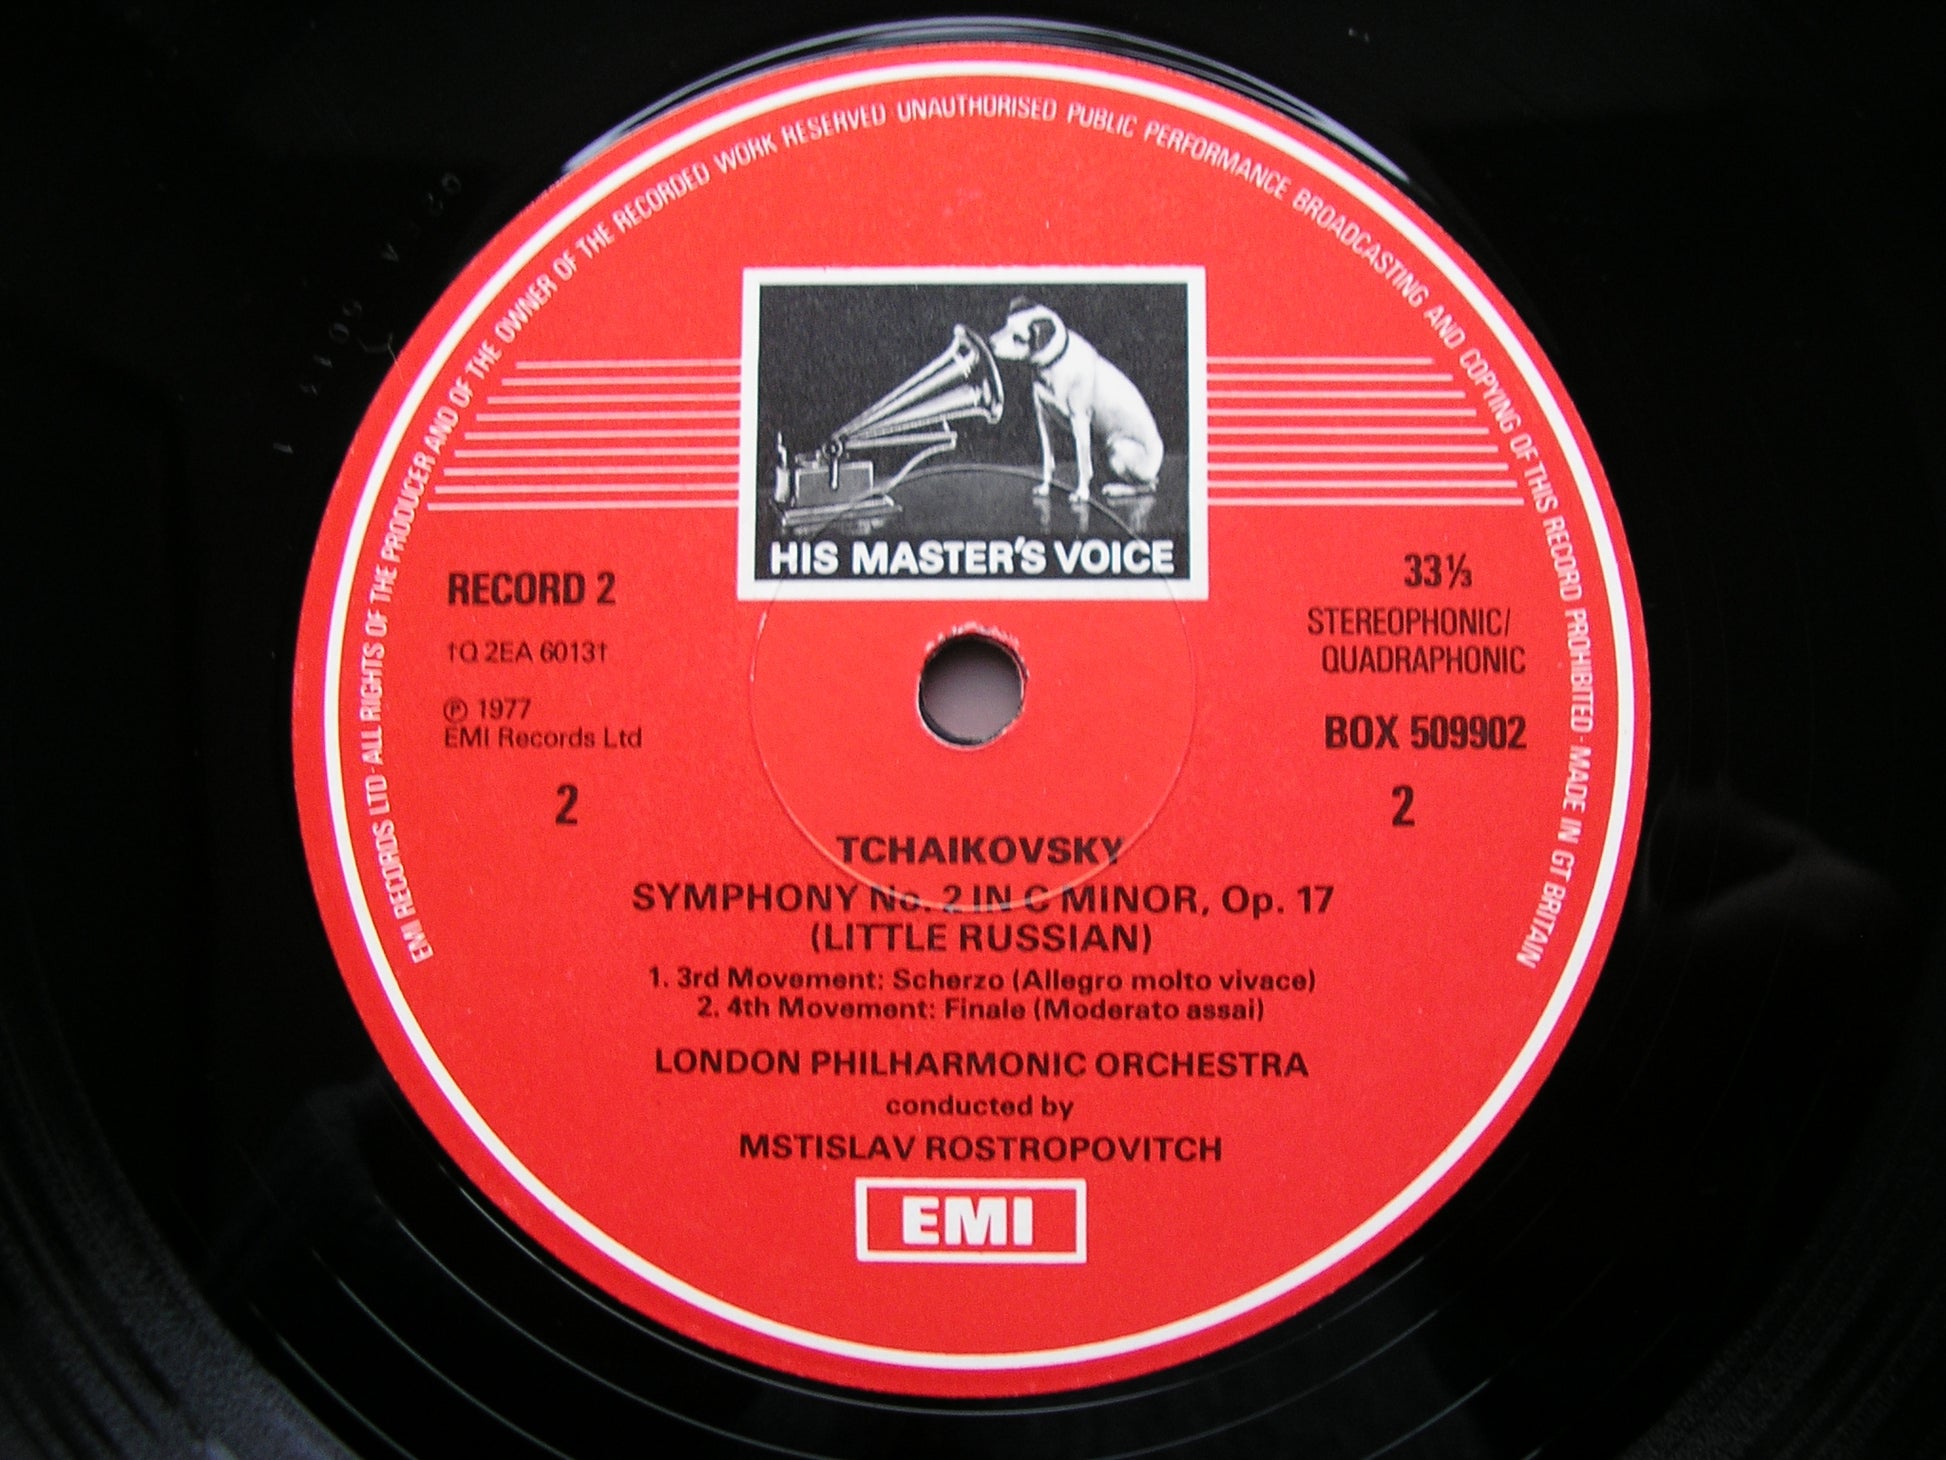 EMI RECORDS LTD · ALL RIGHTS OF THE PRODUCER AND OF THE OWNER OF THE RECORDED WORK RESERVED UNAUTHORISED PUBLIC PERFORMANCE BROADCASTING AND COPYING OF THIS RECORD PROHIBITED · MADE IN GT BRITAIN
HIS MASTER'S VOICE
RECORD 2
†Q 2EA 6013†
℗ 1977
EMI Records Ltd
2
33⅓
STEREOPHONIC/
QUADRAPHONIC
BOX 509902
2
TCHAIKOVSKY
SYMPHONY No. 2 IN C MINOR, Op. 17
(LITTLE RUSSIAN)
1. 3rd Movement: Scherzo (Allegro molto vivace)
2. 4th Movement: Finale (Moderato assai)
LONDON PHILHARMONIC ORCHESTRA
conducted by
MSTISLAV ROSTROPOVITCH
EMI